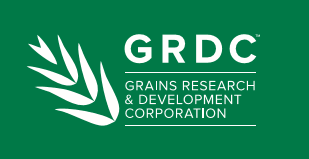 GRDC™
GRAINS RESEARCH
& DEVELOPMENT
CORPORATION